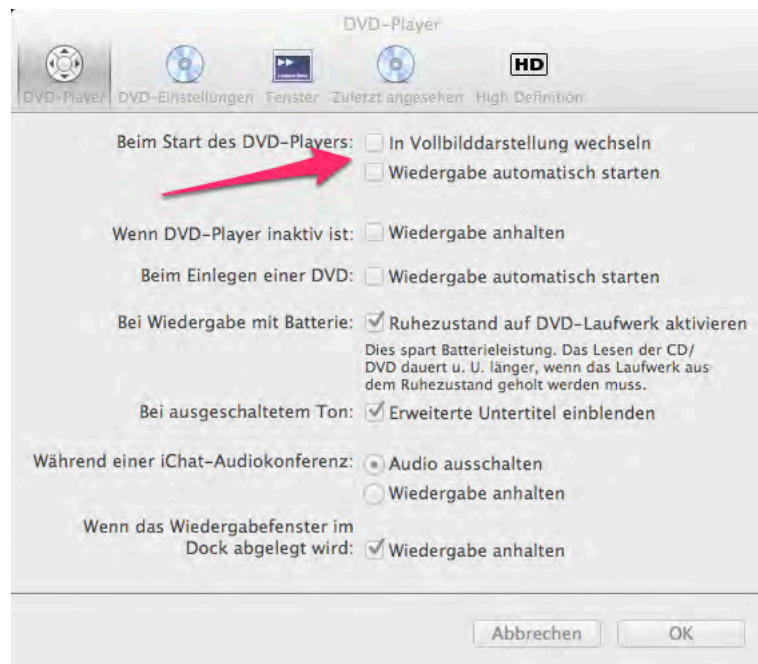 DVD-Player
HD
DVD-Player DVD-Einstellungen Fenster Zuletzt angesehen High Definition
Beim Start des DVD-Players: In Vollbilddarstellung wechseln
Wiedergabe automatisch starten
Wenn DVD-Player inaktiv ist: Wiedergabe anhalten
Beim Einlegen einer DVD: Wiedergabe automatisch starten
Bei Wiedergabe mit Batterie: Ruhezustand auf DVD-Laufwerk aktivieren
Dies spart Batterieleistung. Das Lesen der CD/
DVD dauert u. U. länger, wenn das Laufwerk aus
dem Ruhezustand geholt werden muss.
Bei ausgeschaltetem Ton: Erweiterte Untertitel einblenden
Während einer iChat-Audiokonferenz: Audio ausschalten
Wiedergabe anhalten
Wenn das Wiedergabefenster im
Dock abgelegt wird: Wiedergabe anhalten
Abbrechen OK